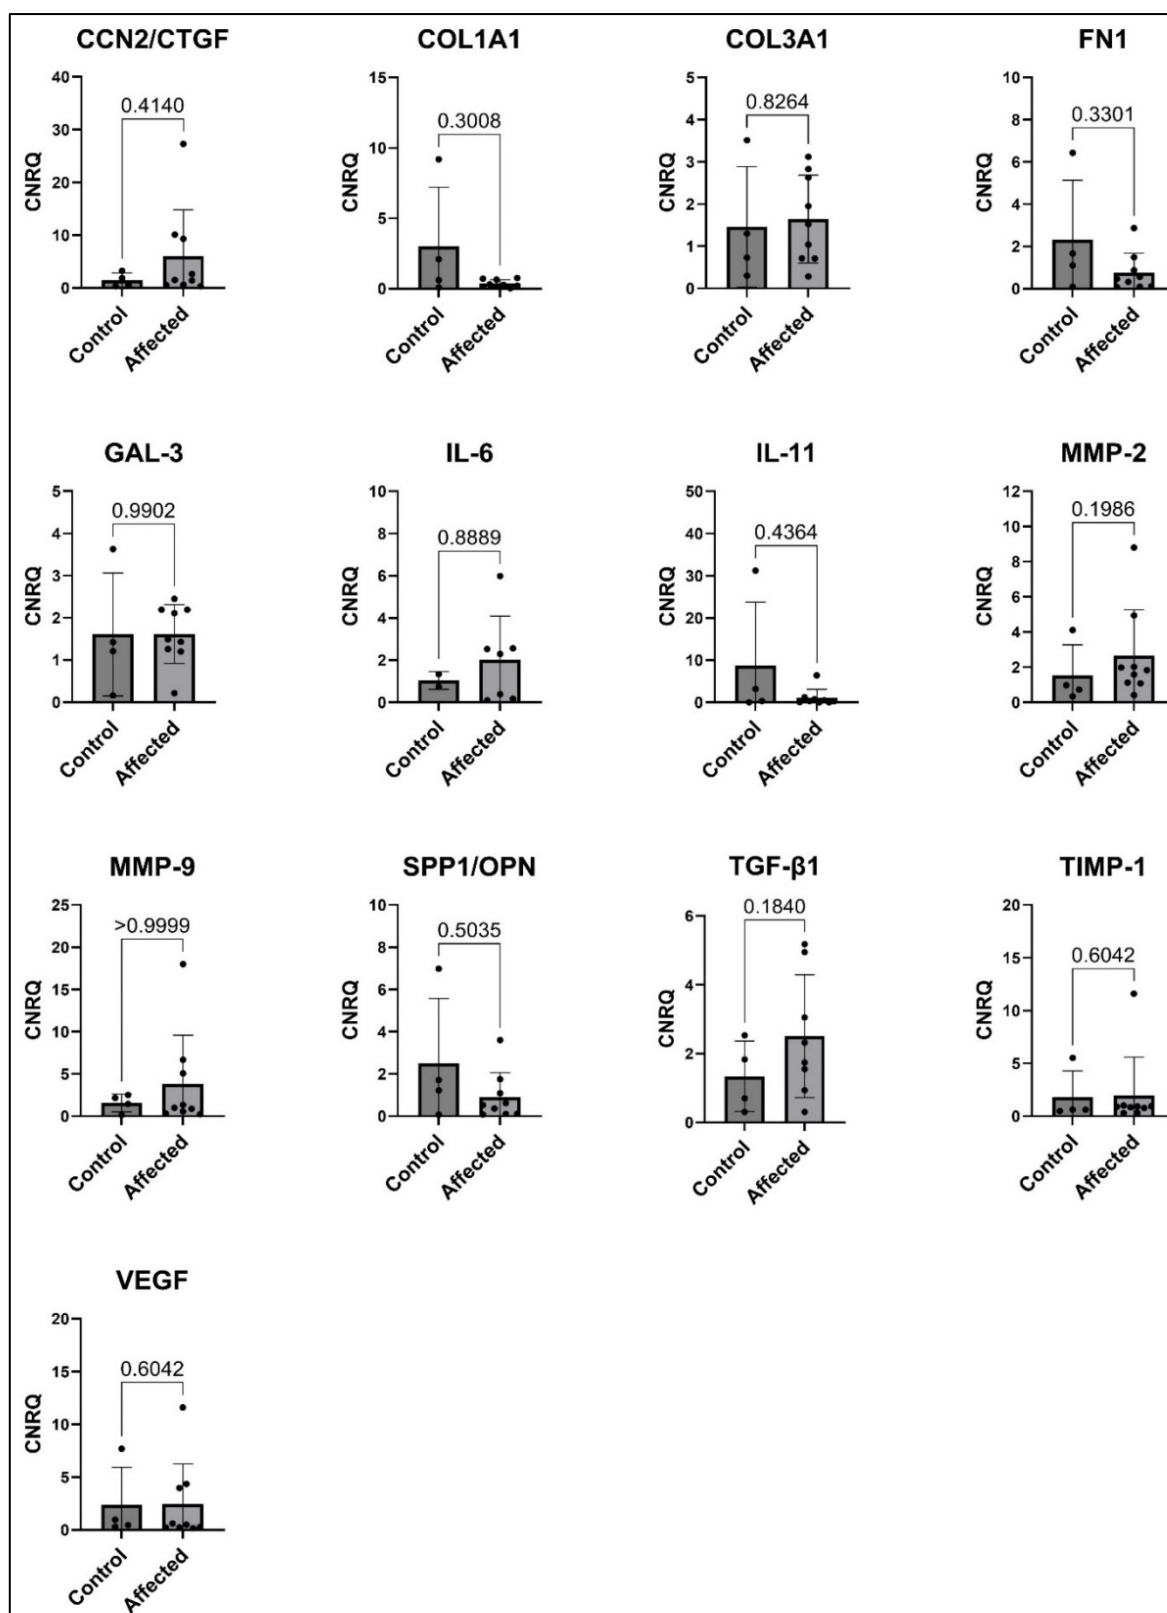 CCN2/CTGF
40
30
20
10
0
CNRQ
0.4140
Control
Affected
COL1A1
15
10
5
0
CNRQ
0.3008
Control
Affected
COL3A1
5
4
3
2
1
0
CNRQ
0.8264
Control
Affected
FN1
10
8
6
4
2
0
CNRQ
0.3301
Control
Affected
GAL-3
5
4
3
2
1
0
CNRQ
0.9902
Control
Affected
IL-6
10
8
6
4
2
0
CNRQ
0.8889
Control
Affected
IL-11
50
40
30
20
10
0
CNRQ
0.4364
Control
Affected
MMP-2
12
10
8
6
4
2
0
CNRQ
0.1986
Control
Affected
MMP-9
25
20
15
10
5
0
CNRQ
>0.9999
Control
Affected
SPP1/OPN
10
8
6
4
2
0
CNRQ
0.5035
Control
Affected
TGF-β1
6
4
2
0
CNRQ
0.1840
Control
Affected
TIMP-1
20
15
10
5
0
CNRQ
0.6042
Control
Affected
VEGF
20
15
10
5
0
CNRQ
0.6042
Control
Affected